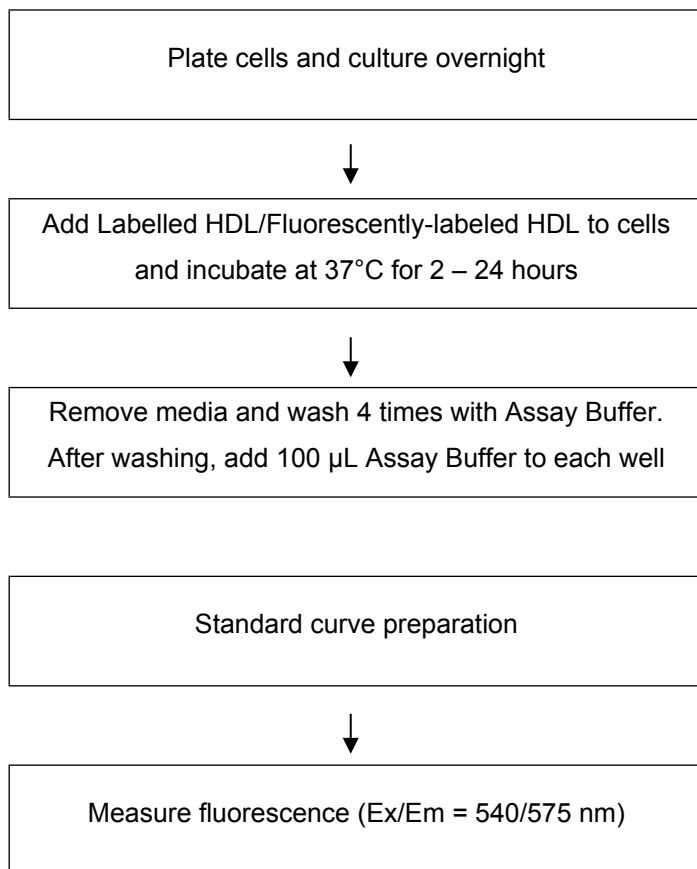 Plate cells and culture overnight
Add Labelled HDL/Fluorescently-labeled HDL to cells
and incubate at 37°C for 2 – 24 hours
Remove media and wash 4 times with Assay Buffer.
After washing, add 100 µL Assay Buffer to each well
Standard curve preparation
Measure fluorescence (Ex/Em = 540/575 nm)